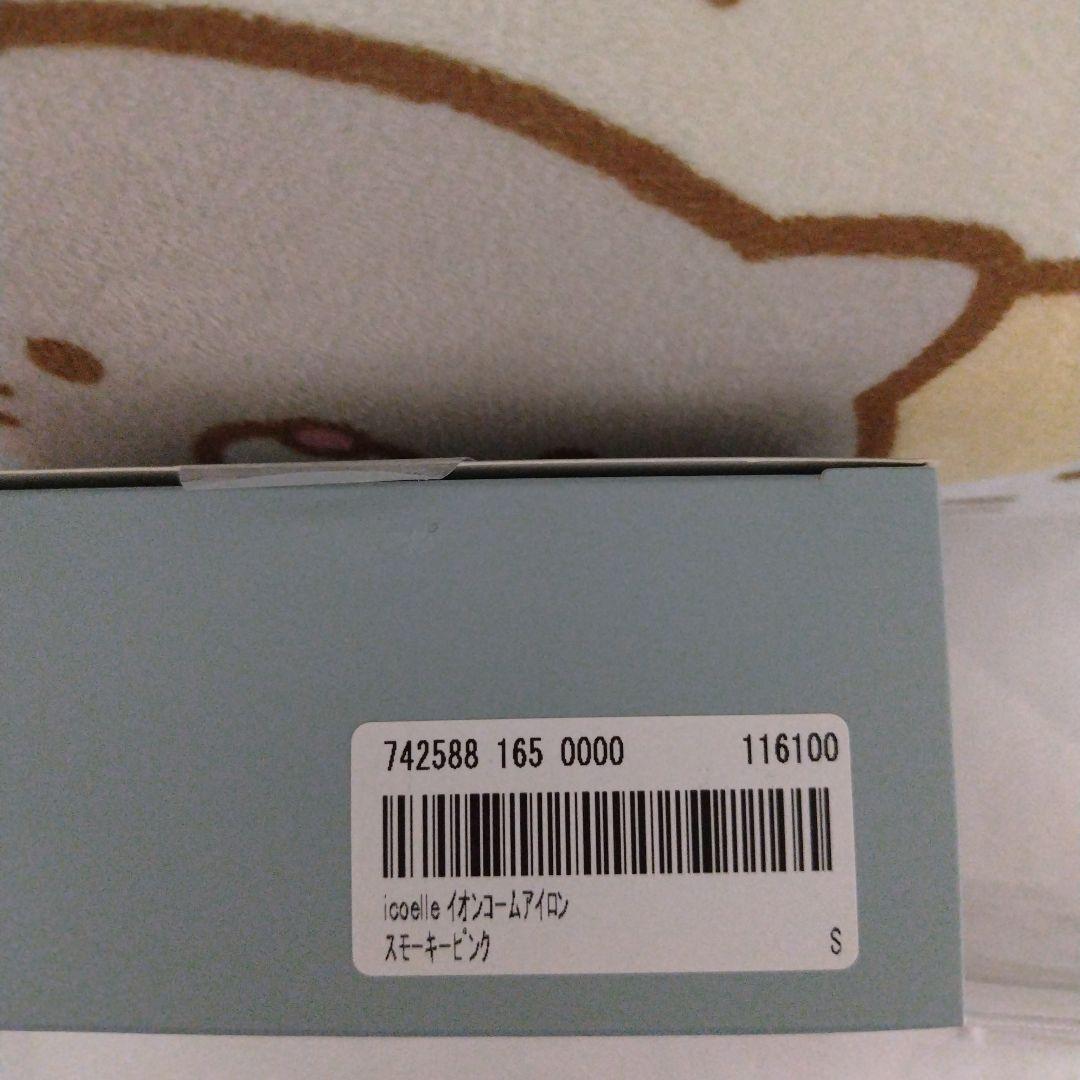 742588 165 0000 116100
icoelle イオンコームアイロン
スモーキーピンク S